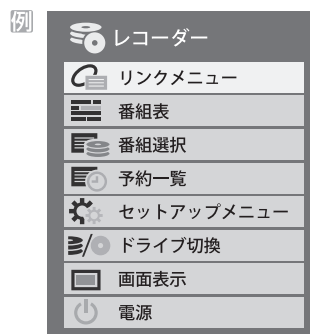 例
レコーダー
リンクメニュー
番組表
番組選択
予約一覧
セットアップメニュー
ドライブ切換
画面表示
電源